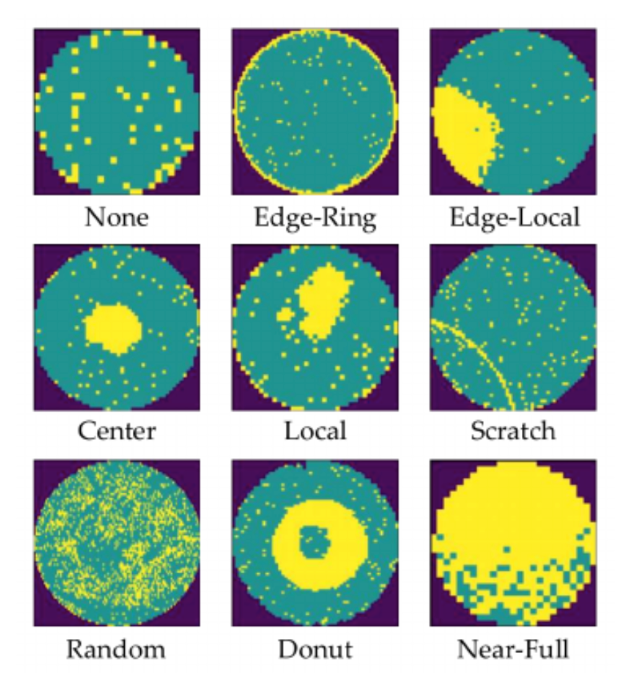 None
Edge-Ring
Edge-Local
Center
Local
Scratch
Random
Donut
Near-Full